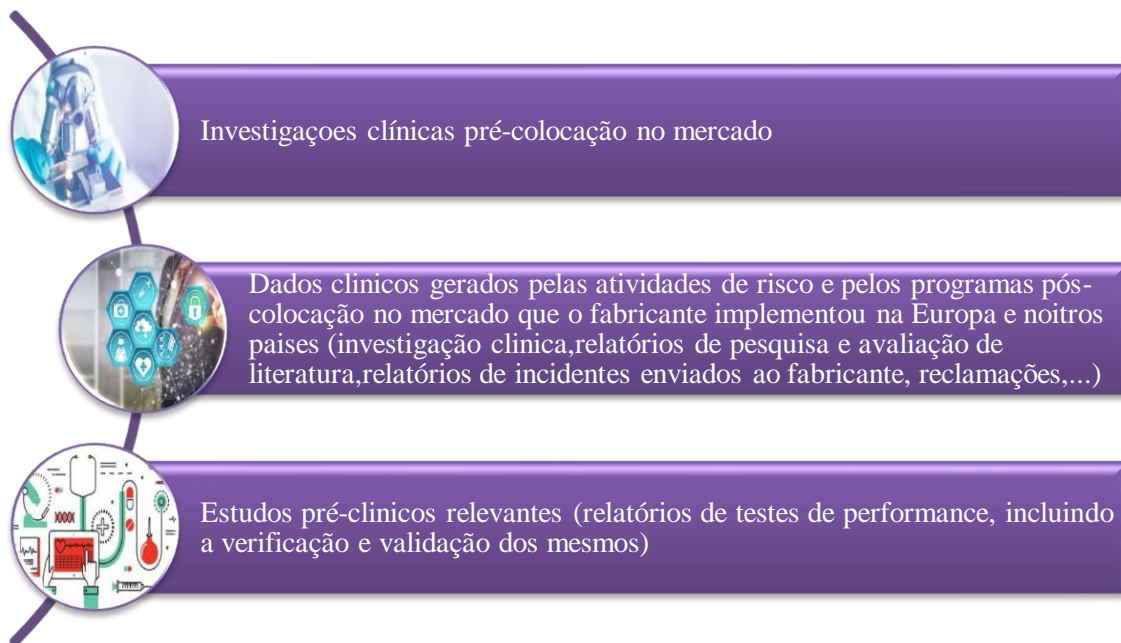 Investigaçoes clínicas pré-colocação no mercado
Dados clinicos gerados pelas atividades de risco e pelos programas pós-
colocação no mercado que o fabricante implementou na Europa e noitros
paises (investigação clinica,relatórios de pesquisa e avaliação de
literatura,relatórios de incidentes enviados ao fabricante, reclamações,...)
Estudos pré-clinicos relevantes (relatórios de testes de performance, incluindo
a verificação e validação dos mesmos)